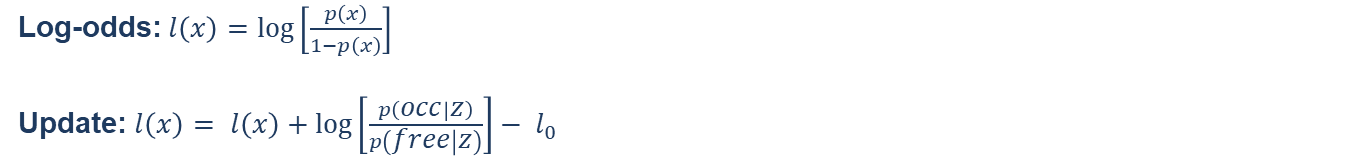 Log-odds: l(x) = log[p(x)/1−p(x)]
Update: l(x) = l(x) + log[p(occ|z)/p(free|z)] − l₀